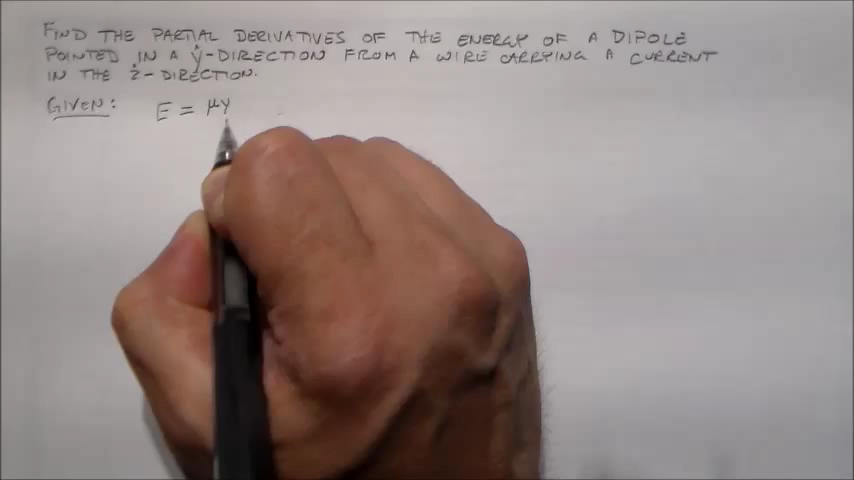 FIND THE PARTIAL DERIVATIVES OF THE ENERGY OF A DIPOLE
POINTED IN A ŷ-DIRECTION FROM A WIRE CARRYING A CURRENT
IN THE ẑ-DIRECTION.
GIVEN: E = μy